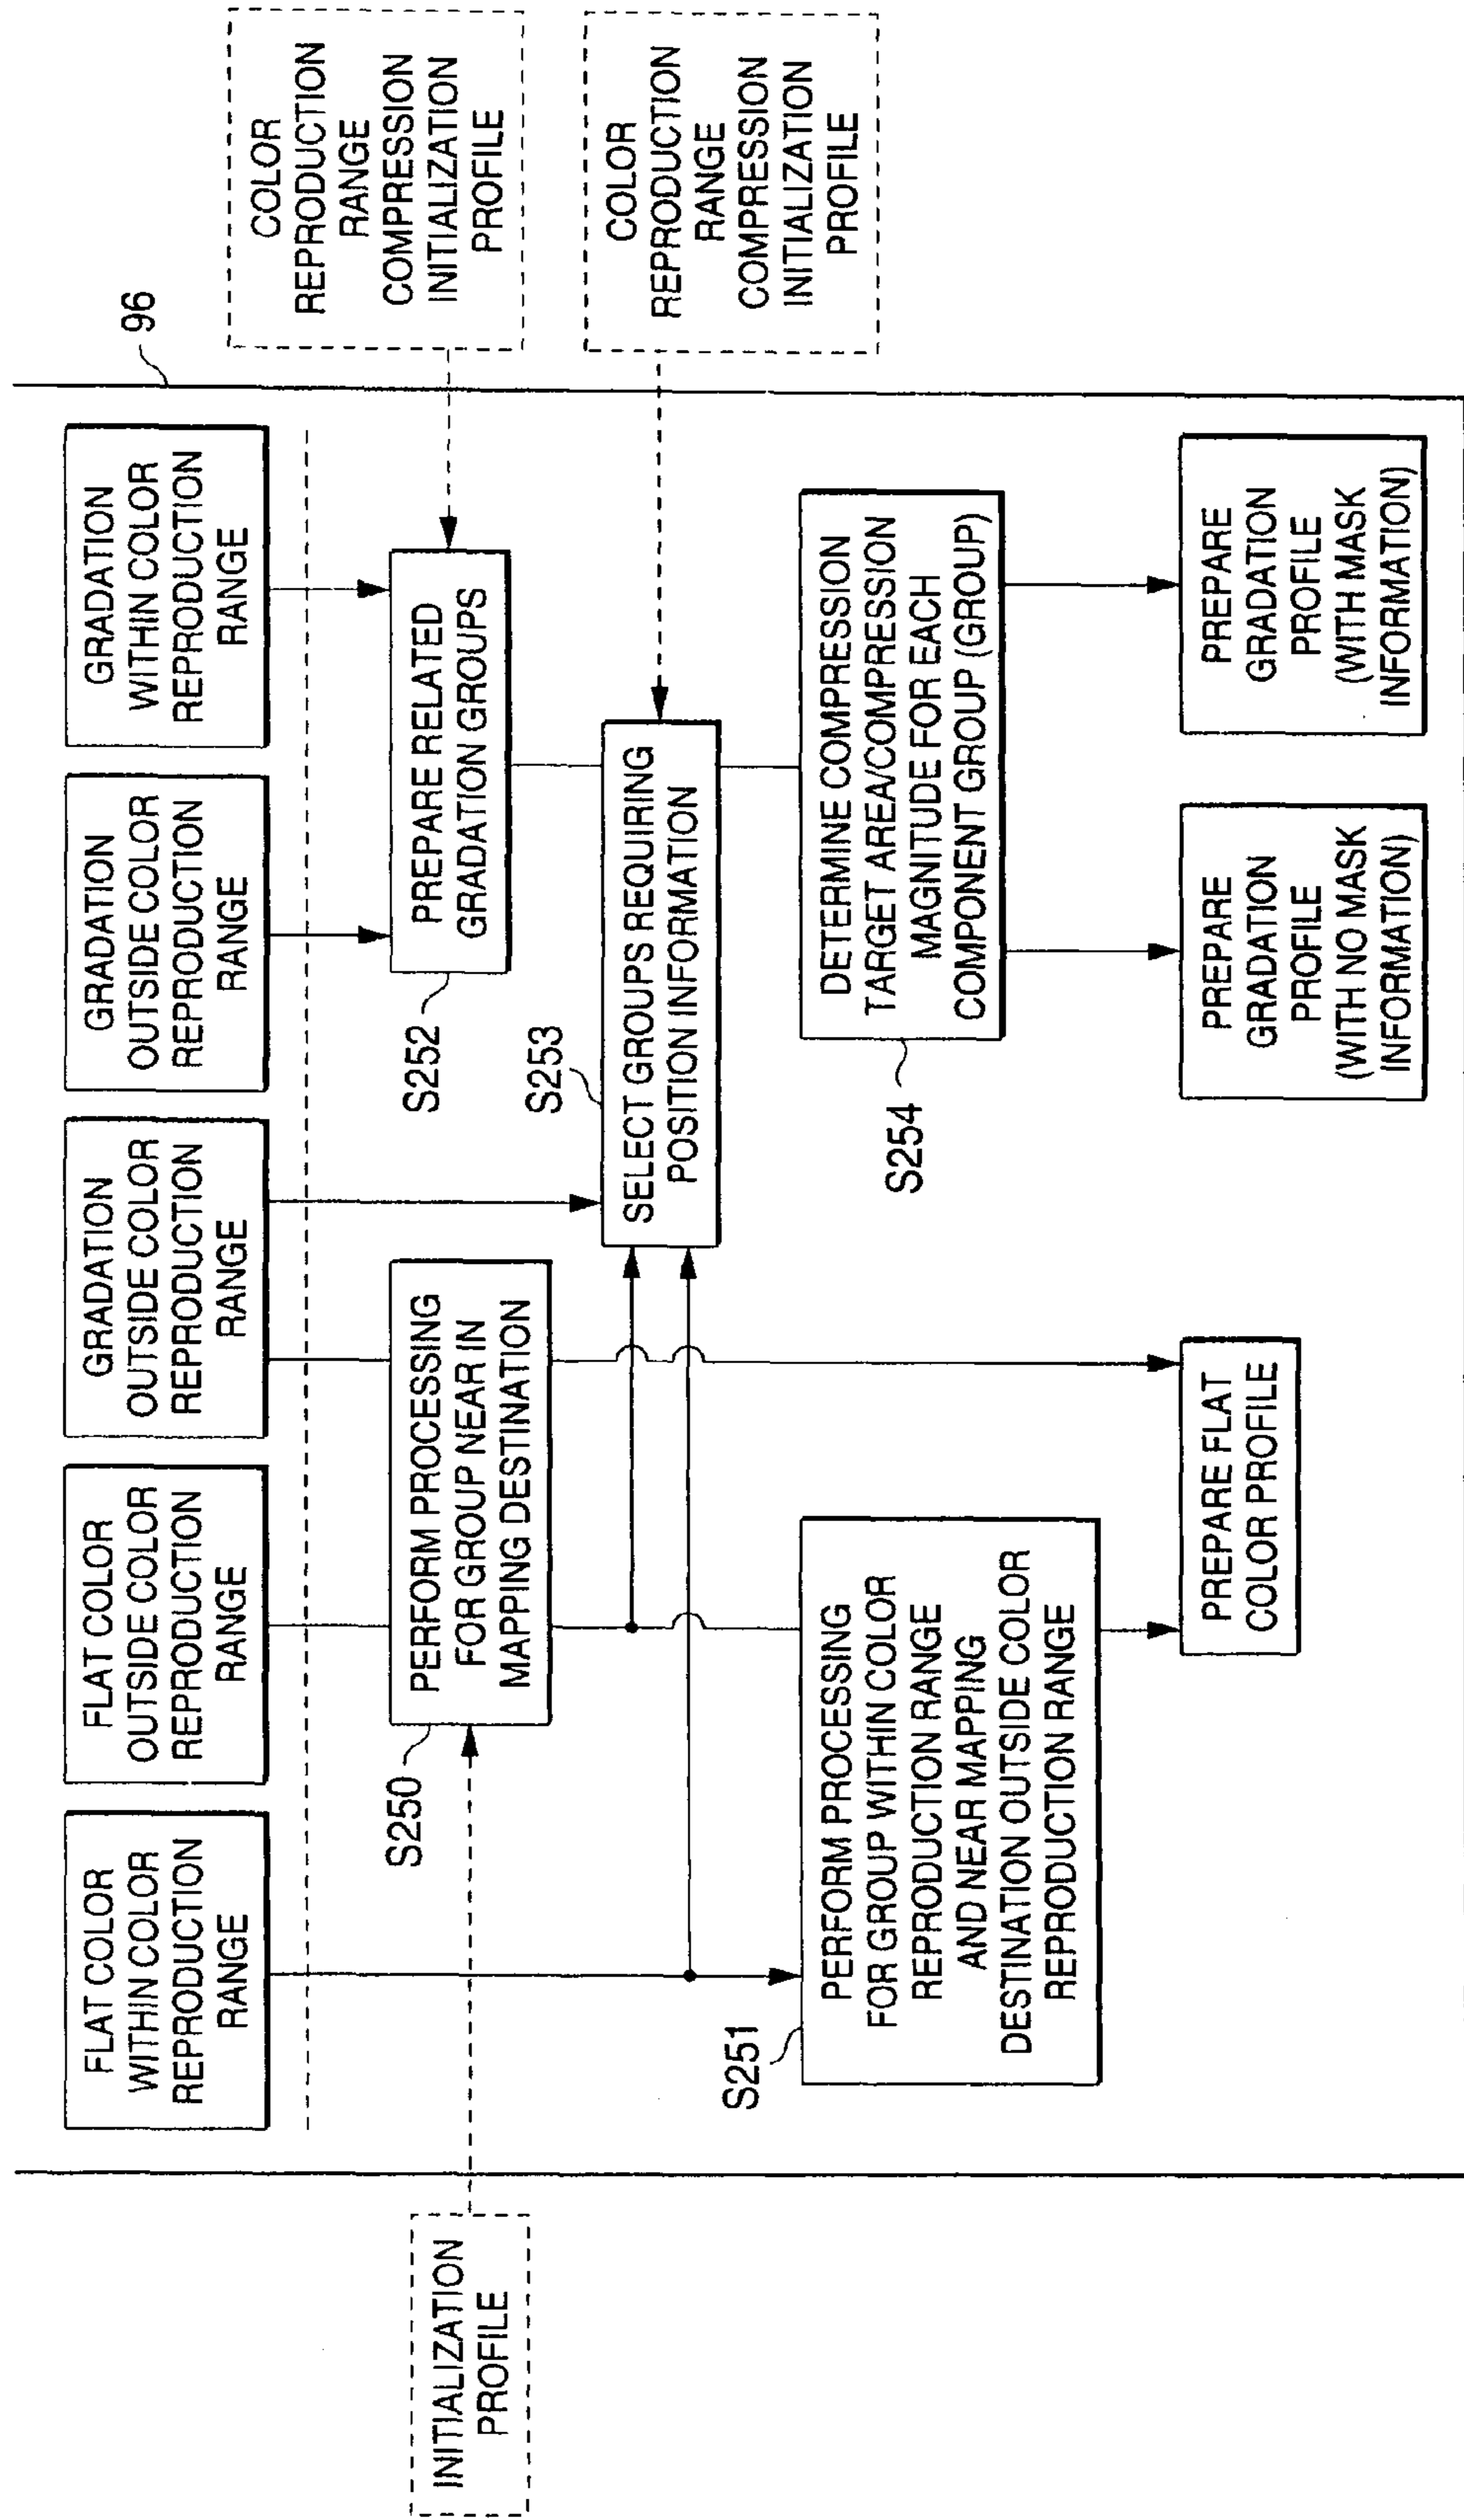 96
FLAT COLOR
WITHIN COLOR
REPRODUCTION
RANGE
FLAT COLOR
OUTSIDE COLOR
REPRODUCTION
RANGE
GRADATION
OUTSIDE COLOR
REPRODUCTION
RANGE
GRADATION
OUTSIDE COLOR
REPRODUCTION
RANGE
GRADATION
WITHIN COLOR
REPRODUCTION
RANGE
COLOR
REPRODUCTION
RANGE
COMPRESSION
INITIALIZATION
PROFILE
INITIALIZATION
PROFILE
S250
PERFORM PROCESSING
FOR GROUP NEAR IN
MAPPING DESTINATION
S252
PREPARE RELATED
GRADATION GROUPS
S253
SELECT GROUPS REQUIRING
POSITION INFORMATION
COLOR
REPRODUCTION
RANGE
COMPRESSION
INITIALIZATION
PROFILE
S251
PERFORM PROCESSING
FOR GROUP WITHIN COLOR
REPRODUCTION RANGE
AND NEAR MAPPING
DESTINATION OUTSIDE COLOR
REPRODUCTION RANGE
S254
DETERMINE COMPRESSION
TARGET AREA/COMPRESSION
MAGNITUDE FOR EACH
COMPONENT GROUP (GROUP)
PREPARE FLAT
COLOR PROFILE
PREPARE
GRADATION
PROFILE
(WITH NO MASK
INFORMATION)
PREPARE
GRADATION
PROFILE
(WITH MASK
INFORMATION)